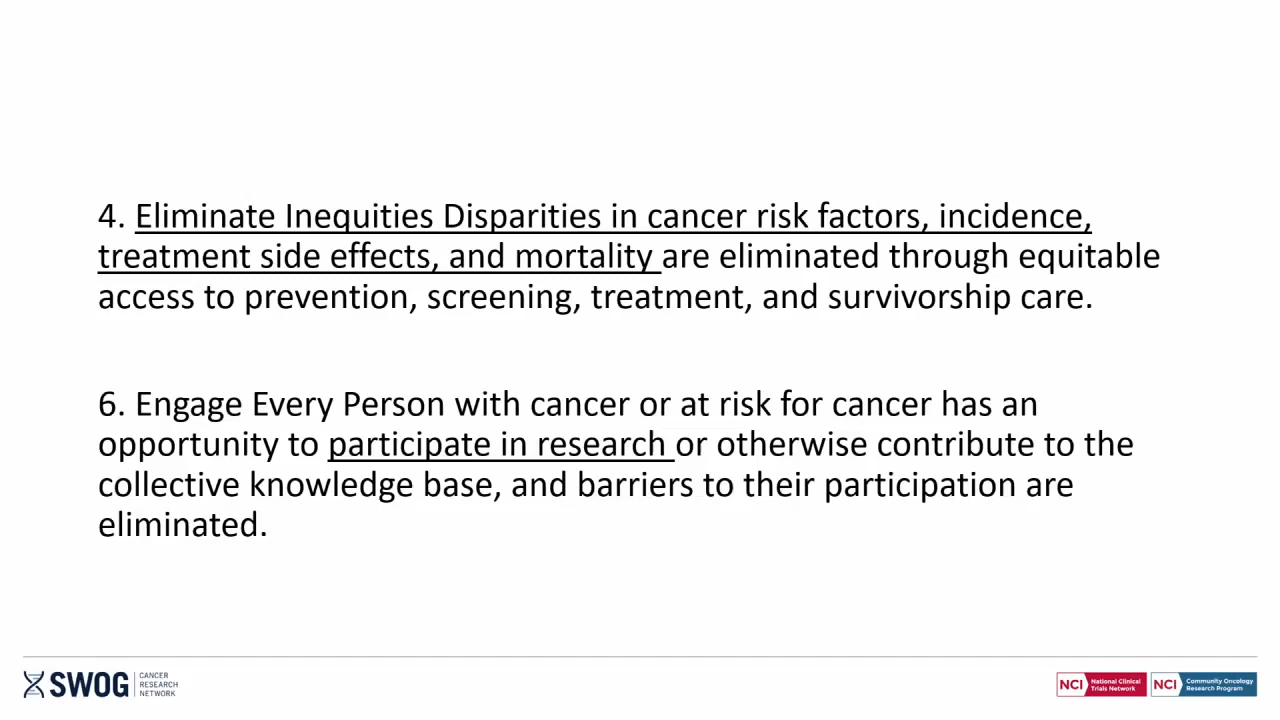 4. Eliminate Inequities Disparities in cancer risk factors, incidence,
treatment side effects, and mortality are eliminated through equitable
access to prevention, screening, treatment, and survivorship care.
6. Engage Every Person with cancer or at risk for cancer has an
opportunity to participate in research or otherwise contribute to the
collective knowledge base, and barriers to their participation are
eliminated.
SWOG
CANCER
RESEARCH
NETWORK
NCI
National Clinical
Trials Network
NCI
Community Oncology
Research Program